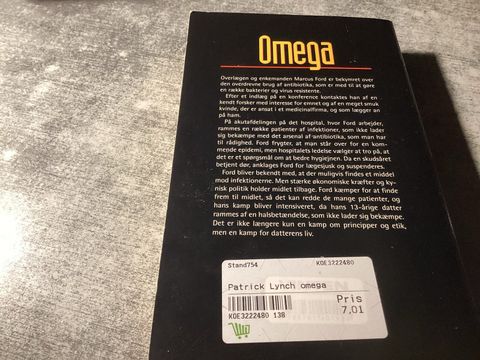 Omega
Overlægen og enkemanden Marcus Ford er bekymret over
den overdrevne brug af antibiotika, som er med til at gøre
en række bakterier og virus resistente.
Efter et indlæg på en konference kontaktes han af en
kendt forsker med interesse for emnet og af en meget smuk
kvinde, der er ansat i et medicinalfirma, og som lægger an
på ham.
På akutafdelingen på det hospital, hvor Ford arbejder,
rammes en række patienter af infektioner, som ikke lader
sig bekæmpe med det arsenal af antibiotika, som man har
til rådighed. Ford frygter, at man står over for en kom-
mende epidemi, men hospitalets ledelse vælger at tro på, at
det er et spørgsmål om at bedre hygiejnen. Da en skudsåret
betjent dør, anklages Ford for lægesjusk og suspenderes.
Ford bliver bekendt med, at der muligvis findes et middel
mod infektionerne. Men stærke økonomiske kræfter og ky-
nisk politik holder midlet tilbage. Ford kæmper for at finde
frem til midlet, så det kan redde de mange patienter, og
hans kamp bliver intensiveret, da hans 13-årige datter
rammes af en halsbetændelse, som ikke lader sig bekæmpe.
Det er ikke længere kun en kamp om principper og etik,
men en kamp for datterens liv.
Stand754 KOE3222480
Patrick Lynch omega
Pris
7,01
KOE3222480 138